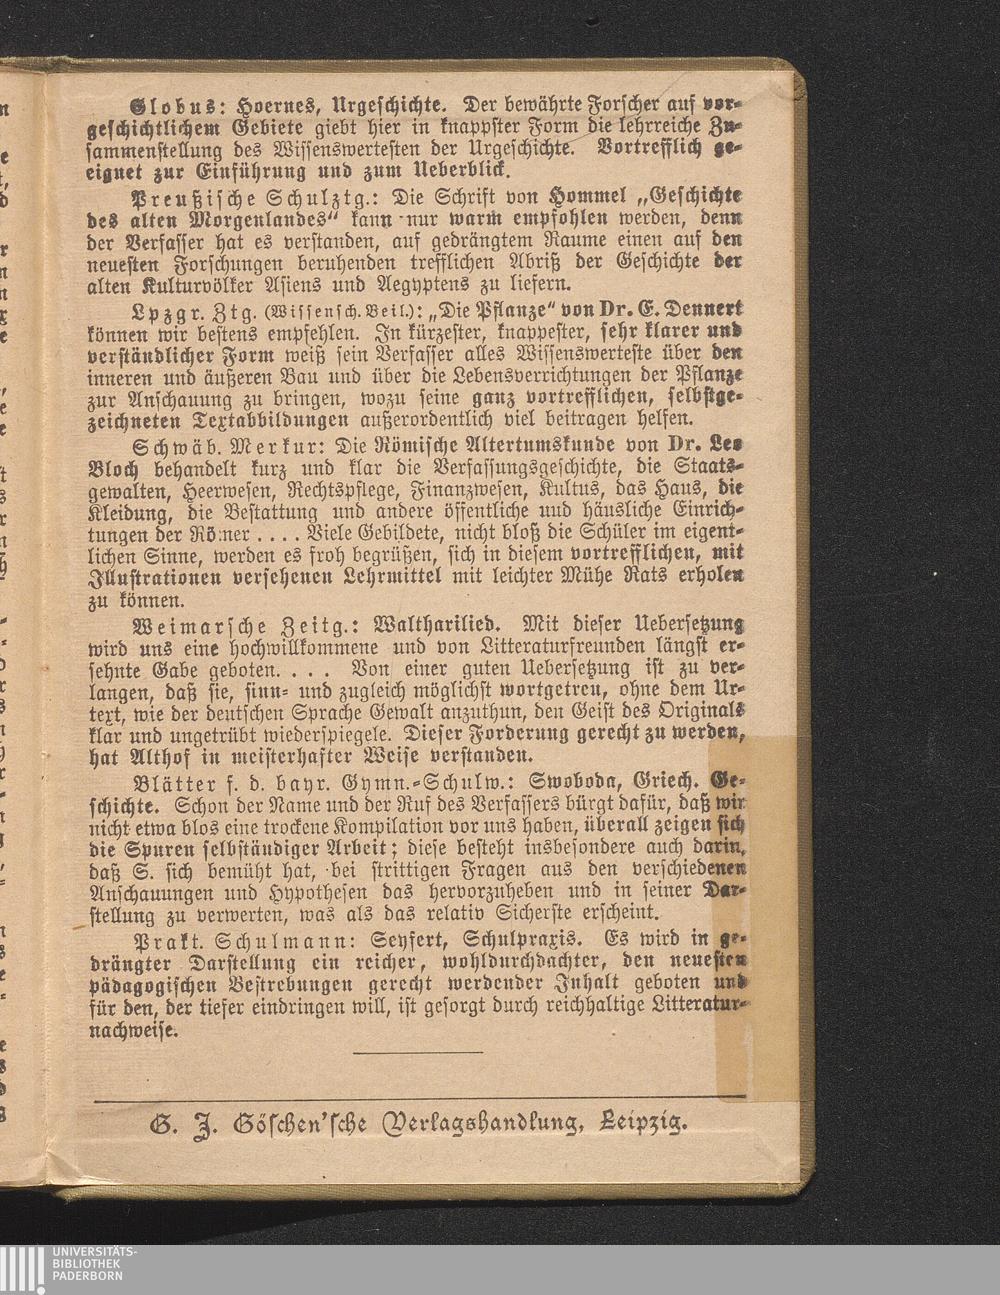 Globus: Hoernes, Urgeschichte. Der bewährte Forscher auf vor-
geschichtlichem Gebiete giebt hier in knappster Form die lehrreiche Zu-
sammenstellung des Wissenswertesten der Urgeschichte. Vortrefflich ge-
eignet zur Einführung und zum Ueberblick.
Preußische Schulztg.: Die Schrift von Hommel „Geschichte
des alten Morgenlandes“ kann nur warm empfohlen werden, denn
der Verfasser hat es verstanden, auf gedrängtem Raume einen auf den
neuesten Forschungen beruhenden trefflichen Abriß der Geschichte der
alten Kulturvölker Asiens und Aegyptens zu liefern.
Lpzgr. Ztg. (Wissensch. Beil.): „Die Pflanze“ von Dr. E. Dennert
können wir bestens empfehlen. In kürzester, knappester, sehr klarer und
verständlicher Form weiß sein Verfasser alles Wissenswerteste über den
inneren und äußeren Bau und über die Lebensverrichtungen der Pflanze
zur Anschauung zu bringen, wozu seine ganz vortrefflichen, selbstge-
zeichneten Textabbildungen außerordentlich viel beitragen helfen.
Schwäb. Merkur: Die Römische Altertumskunde von Dr. Leo
Bloch behandelt kurz und klar die Verfassungsgeschichte, die Staats-
gewalten, Heerwesen, Rechtspflege, Finanzwesen, Kultus, das Haus, die
Kleidung, die Bestattung und andere öffentliche und häusliche Einrich-
tungen der Römer .... Viele Gebildete, nicht bloß die Schüler im eigent-
lichen Sinne, werden es froh begrüßen, sich in diesem vortrefflichen, mit
Illustrationen versehenen Lehrmittel mit leichter Mühe Rats erholen
zu können.
Weimarsche Zeitg.: Waltharilied. Mit dieser Uebersetzung
wird uns eine hochwillkommene und von Litteraturfreunden längst er-
sehnte Gabe geboten. . . . Von einer guten Uebersetzung ist zu ver-
langen, daß sie, sinn- und zugleich möglichst wortgetreu, ohne dem Ur-
text, wie der deutschen Sprache Gewalt anzuthun, den Geist des Originals
klar und ungetrübt wiederspiegele. Dieser Forderung gerecht zu werden,
hat Althof in meisterhafter Weise verstanden.
Blätter f. d. bayr. Gymn.-Schulw.: Swoboda, Griech. Ge-
schichte. Schon der Name und der Ruf des Verfassers bürgt dafür, daß wir
nicht etwa blos eine trockene Kompilation vor uns haben, überall zeigen sich
die Spuren selbständiger Arbeit; diese besteht insbesondere auch darin,
daß S. sich bemüht hat, bei strittigen Fragen aus den verschiedenen
Anschauungen und Hypothesen das hervorzuheben und in seiner Dar-
stellung zu verwerten, was als das relativ Sicherste erscheint.
Prakt. Schulmann: Seyfert, Schulpraxis. Es wird in ge-
drängter Darstellung ein reicher, wohldurchdachter, den neuesten
pädagogischen Bestrebungen gerecht werdender Inhalt geboten und
für den, der tiefer eindringen will, ist gesorgt durch reichhaltige Litteratur-
nachweise.
G. J. Göschen'sche Verlagshandlung, Leipzig.
UNIVERSITÄTS-
BIBLIOTHEK
PADERBORN